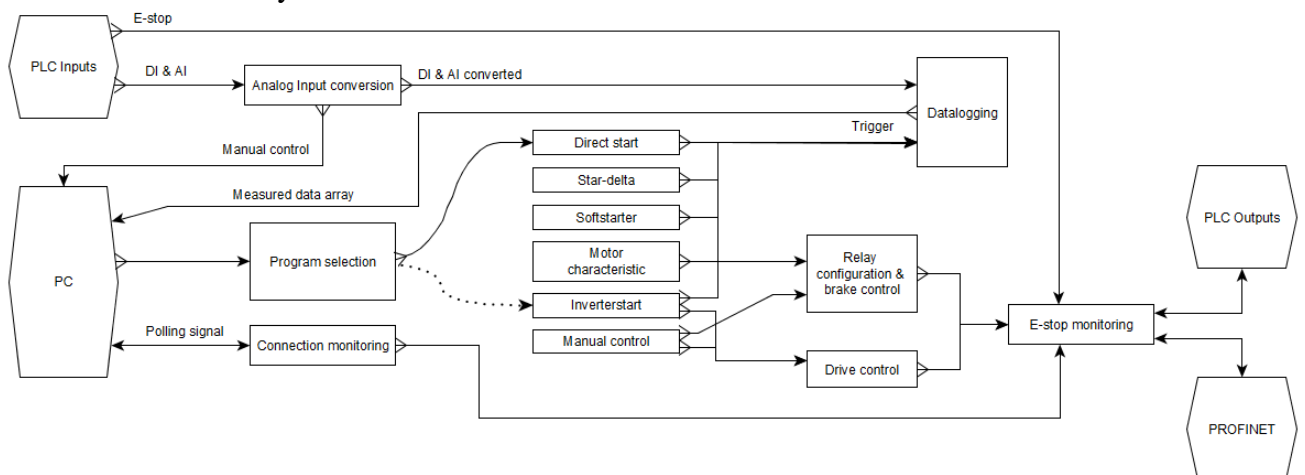 E-stop
PLC Inputs
DI & AI
Analog Input conversion
DI & AI converted
Datalogging
Trigger
Manual control
Measured data array
Direct start
Star-delta
Softstarter
Motor
characteristic
Inverterstart
Manual control
PC
Program selection
Polling signal
Connection monitoring
Relay
configuration &
brake control
Drive control
E-stop monitoring
PLC Outputs
PROFINET